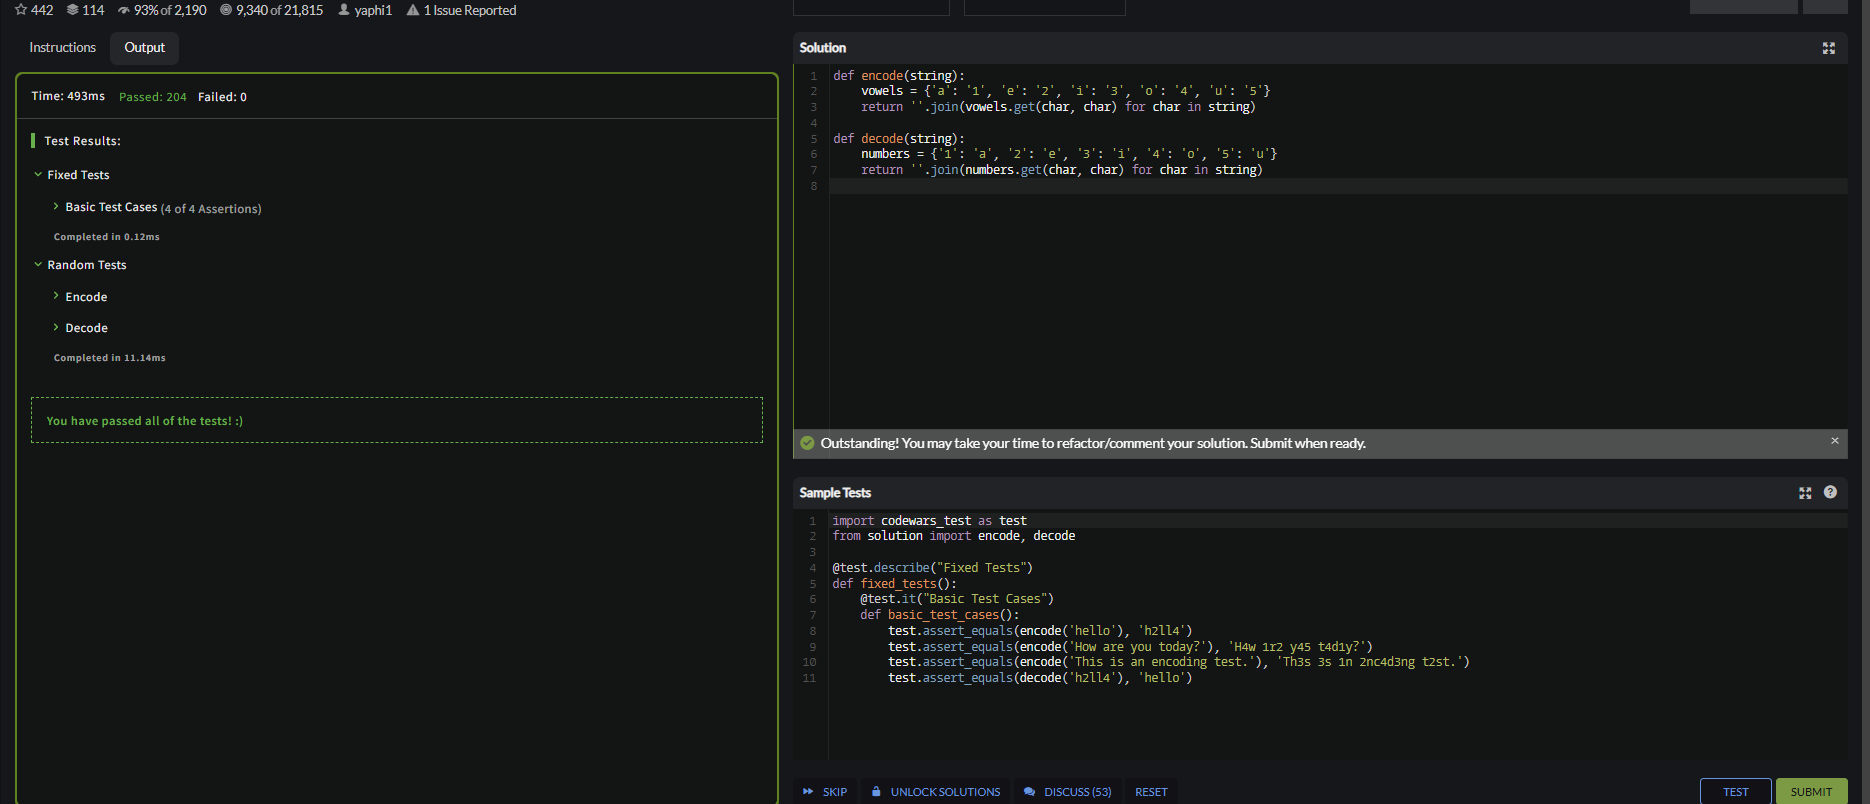 442 114 93% of 2,190 9,340 of 21,815 yaphi1 1 Issue Reported
Instructions Output
Time: 493ms Passed: 204 Failed: 0
Test Results:
Fixed Tests
Basic Test Cases (4 of 4 Assertions)
Completed in 0.12ms
Random Tests
Encode
Decode
Completed in 11.14ms
You have passed all of the tests! :)
Solution
1 def encode(string):
2     vowels = {'a': '1', 'e': '2', 'i': '3', 'o': '4', 'u': '5'}
3     return ''.join(vowels.get(char, char) for char in string)
4
5 def decode(string):
6     numbers = {'1': 'a', '2': 'e', '3': 'i', '4': 'o', '5': 'u'}
7     return ''.join(numbers.get(char, char) for char in string)
8
Outstanding! You may take your time to refactor/comment your solution. Submit when ready. ×
Sample Tests ?
1 import codewars_test as test
2 from solution import encode, decode
3
4 @test.describe("Fixed Tests")
5 def fixed_tests():
6     @test.it("Basic Test Cases")
7     def basic_test_cases():
8         test.assert_equals(encode('hello'), 'h2ll4')
9         test.assert_equals(encode('How are you today?'), 'H4w 1r2 y45 t4d1y?')
10         test.assert_equals(encode('This is an encoding test.'), 'Th3s 3s 1n 2nc4d3ng t2st.')
11         test.assert_equals(decode('h2ll4'), 'hello')
SKIP UNLOCK SOLUTIONS DISCUSS (53) RESET TEST SUBMIT